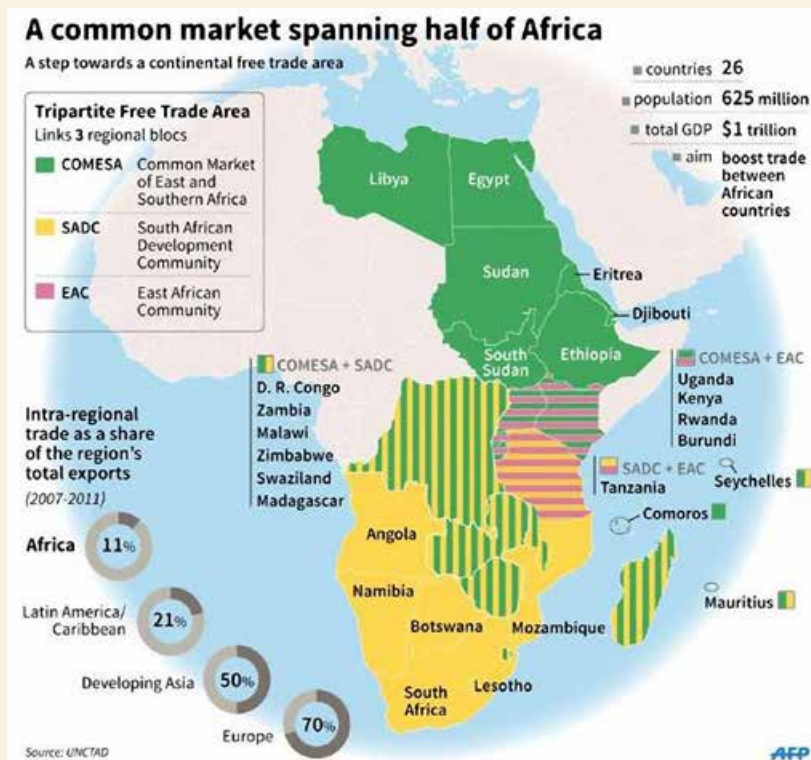 A common market spanning half of Africa
A step towards a continental free trade area
countries 26
population 625 million
total GDP $1 trillion
aim boost trade
between
African
countries
Tripartite Free Trade Area
Links 3 regional blocs
COMESA Common Market
of East and
Southern Africa
SADC South African
Development
Community
EAC East African
Community
Libya
Egypt
Sudan
Eritrea
Djibouti
South
Sudan
Ethiopia
COMESA + SADC
D. R. Congo
Zambia
Malawi
Zimbabwe
Swaziland
Madagascar
COMESA + EAC
Uganda
Kenya
Rwanda
Burundi
SADC + EAC
Tanzania
Seychelles
Comoros
Mauritius
Angola
Namibia
Botswana
Mozambique
South
Africa
Lesotho
Intra-regional
trade as a share
of the region's
total exports
(2007-2011)
Africa 11%
Latin America/
Caribbean 21%
Developing Asia 50%
Europe 70%
Source: UNCTAD
AFP